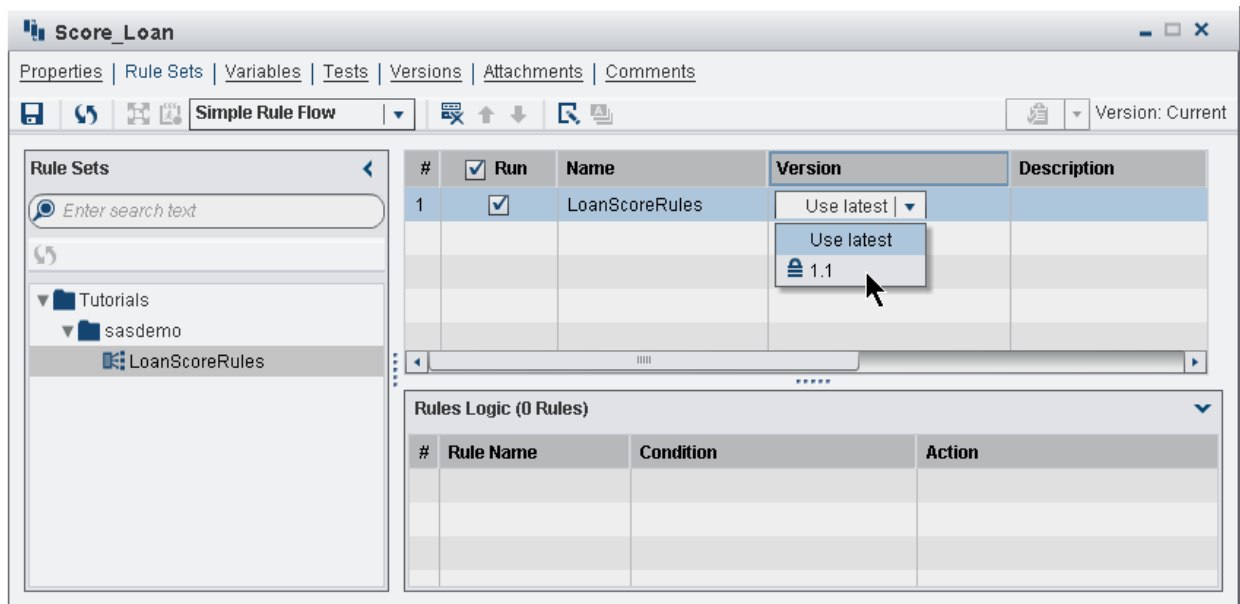 Score_Loan
Properties | Rule Sets | Variables | Tests | Versions | Attachments | Comments
Simple Rule Flow
Version: Current
Rule Sets
Enter search text
Tutorials
sasdemo
LoanScoreRules
# Run Name Version Description
1 LoanScoreRules Use latest
Use latest
1.1
Rules Logic (0 Rules)
# Rule Name Condition Action